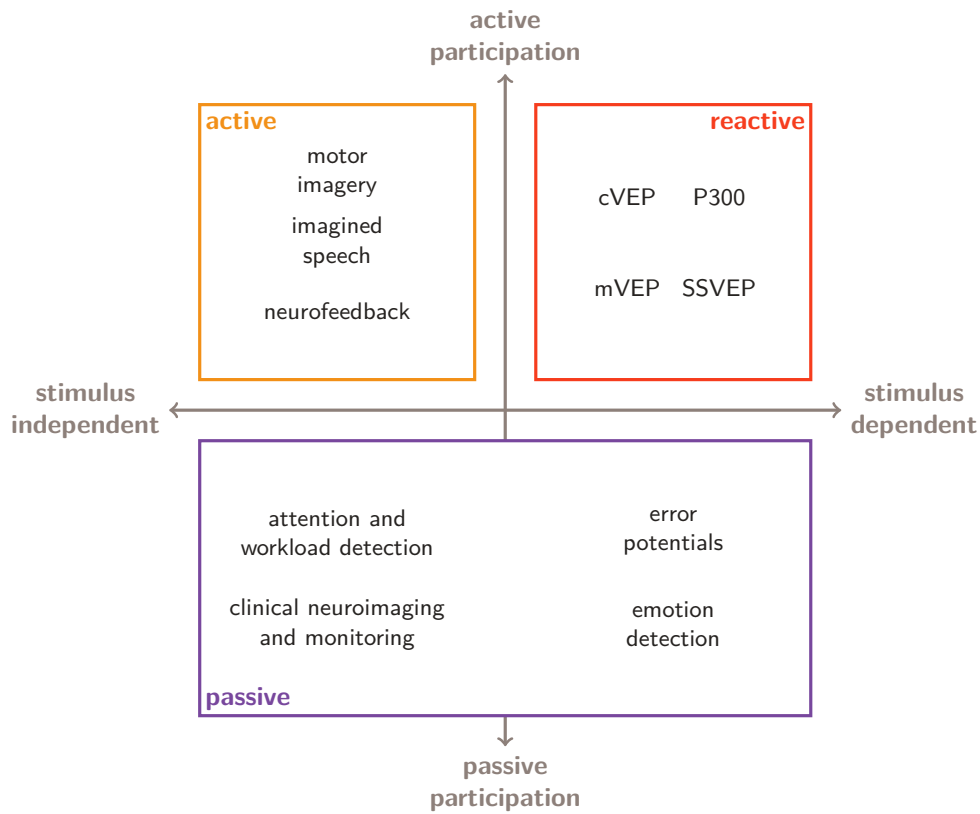 active
participation
active
reactive
motor
imagery
imagined
speech
neurofeedback
cVEP P300
mVEP SSVEP
stimulus
independent
stimulus
dependent
attention and
workload detection
error
potentials
clinical neuroimaging
and monitoring
emotion
detection
passive
passive
participation